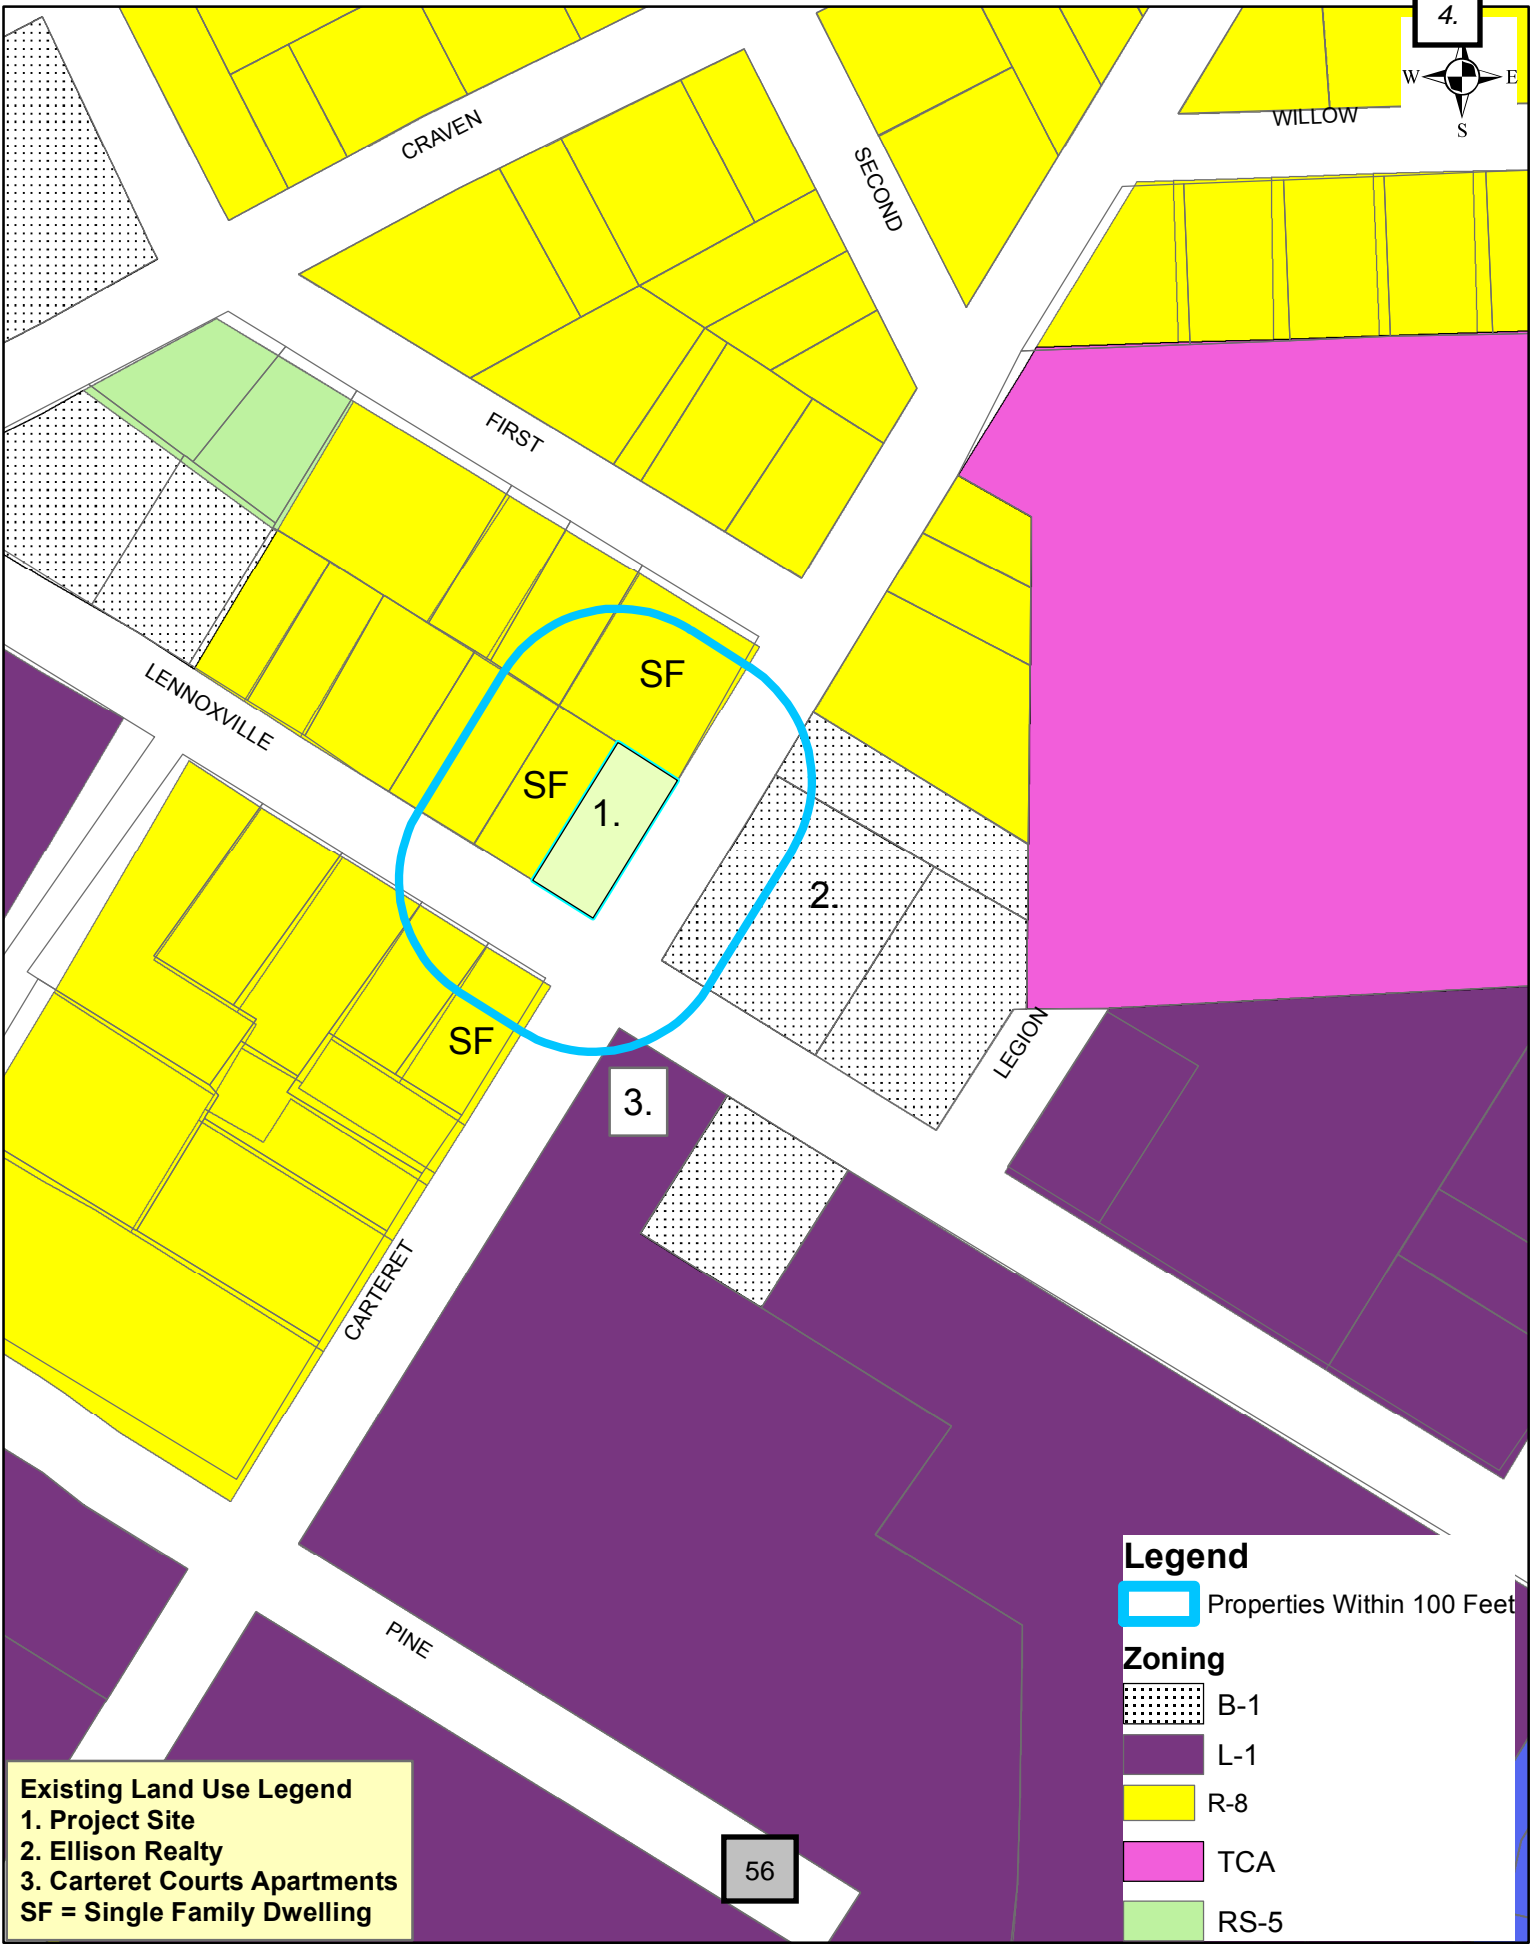 4.
W
E
S
WILLOW
CRAVEN
SECOND
FIRST
SF
LENNOXVILLE
SF
1.
2.
SF
LEGION
3.
CARTERET
PINE
56
Legend
Properties Within 100 Feet
Zoning
B-1
L-1
R-8
TCA
RS-5
Existing Land Use Legend
1. Project Site
2. Ellison Realty
3. Carteret Courts Apartments
SF = Single Family Dwelling